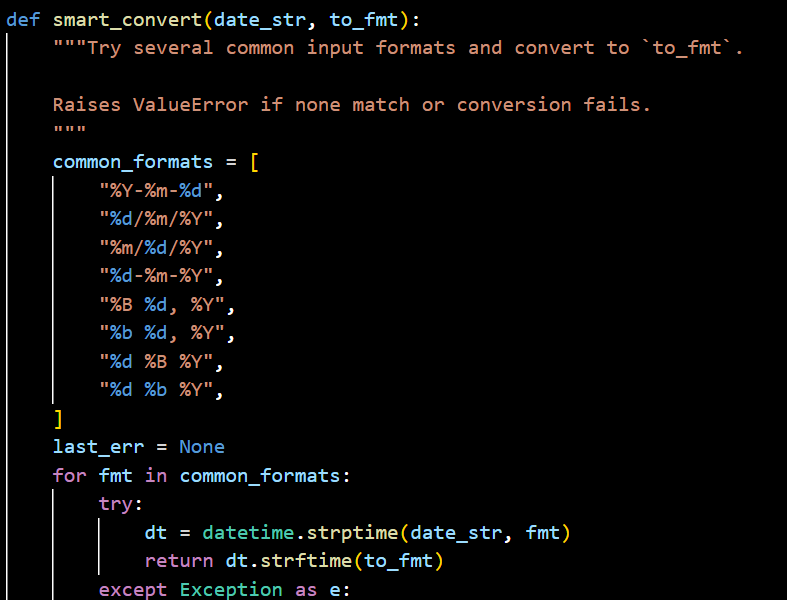 def smart_convert(date_str, to_fmt):
    """Try several common input formats and convert to `to_fmt`.

    Raises ValueError if none match or conversion fails.
    """
    common_formats = [
        "%Y-%m-%d",
        "%d/%m/%Y",
        "%m/%d/%Y",
        "%d-%m-%Y",
        "%B %d, %Y",
        "%b %d, %Y",
        "%d %B %Y",
        "%d %b %Y",
    ]
    last_err = None
    for fmt in common_formats:
        try:
            dt = datetime.strptime(date_str, fmt)
            return dt.strftime(to_fmt)
        except Exception as e: